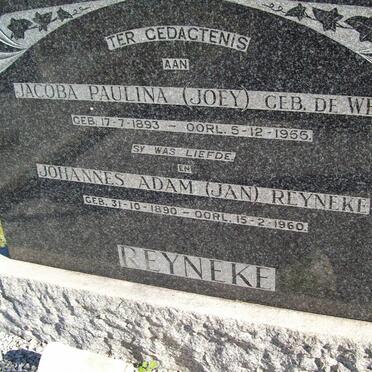 TER GEDAGTENIS
AAN
JACOBA PAULINA (JOEY) GEB. DE
GEB. 17-7-1893 — OORL. 5-12-1955.
SY WAS LIEFDE.
EN
JOHANNES ADAM (JAN) REYNEKE
GEB. 31-10-1890 — OORL. 15-2-1960.
REYNEKE